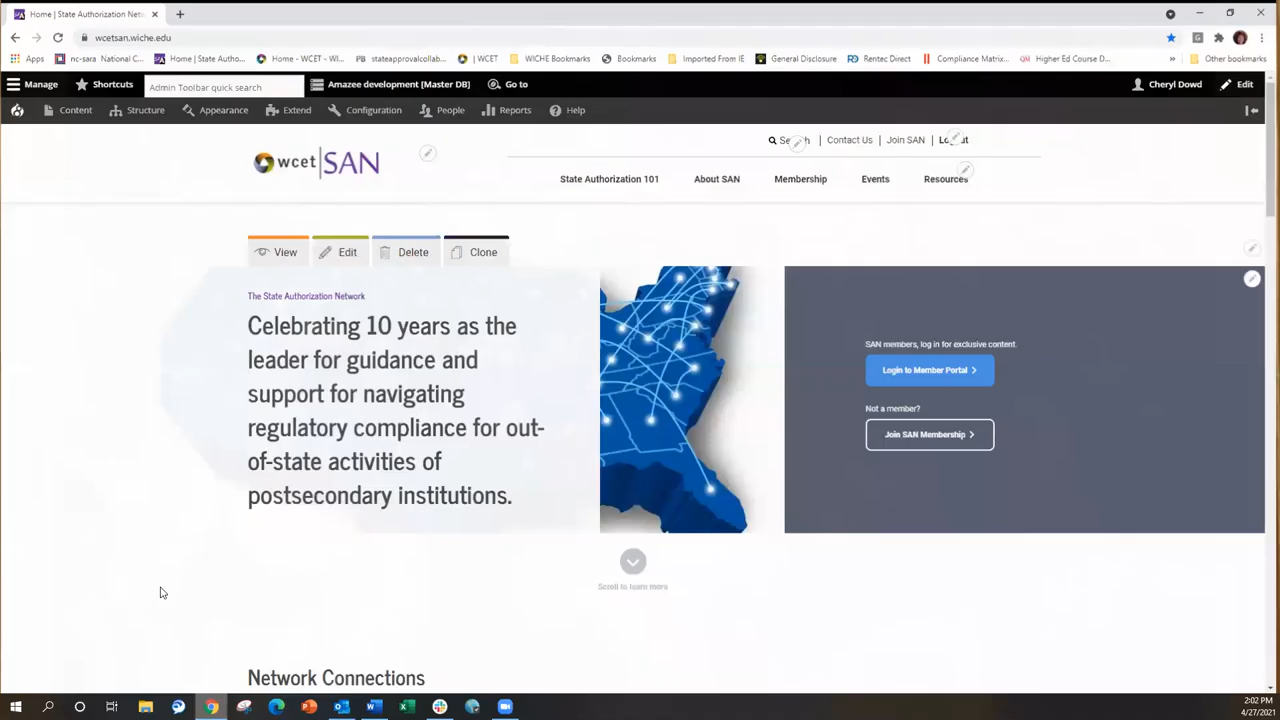 Home | State Authorization Netw
wcetsan.wiche.edu
Apps
nc-sara National C...
Home | State Autho...
Home - WCET - WI...
stateapprovalcollab...
| WCET
WICHE Bookmarks
Bookmarks
Imported From IE
General Disclosure
Rentec Direct
Compliance Matrix...
Higher Ed Course D...
»
Other bookmarks
Manage
Shortcuts
Admin Toolbar quick search
Amazee development [Master DB]
Go to
Cheryl Dowd
Edit
Content
Structure
Appearance
Extend
Configuration
People
Reports
Help
wcet|SAN
Search | Contact Us | Join SAN | Logout
State Authorization 101
About SAN
Membership
Events
Resources
View
Edit
Delete
Clone
The State Authorization Network
Celebrating 10 years as the
leader for guidance and
support for navigating
regulatory compliance for out-
of-state activities of
postsecondary institutions.
SAN members, log in for exclusive content.
Login to Member Portal
Not a member?
Join SAN Membership
Scroll to learn more
Network Connections
2:02 PM
4/27/2021